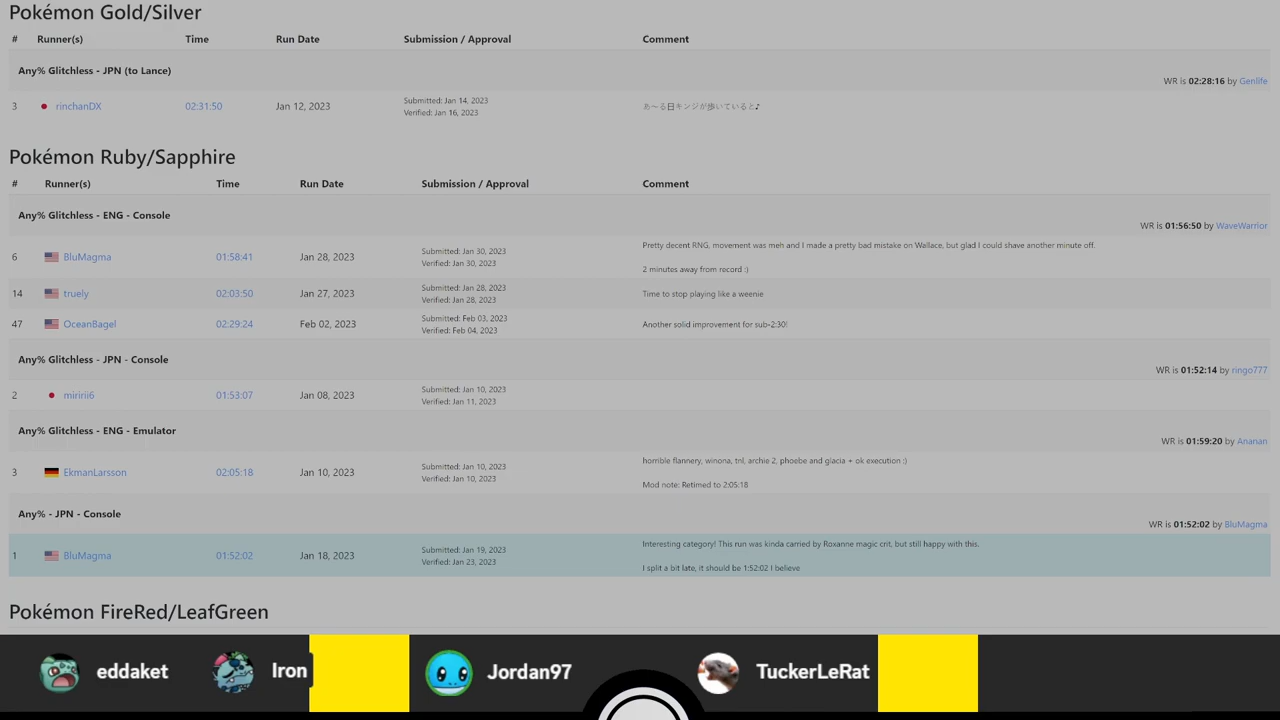 Pokémon Gold/Silver
# Runner(s) Time Run Date Submission / Approval Comment
Any% Glitchless - JPN (to Lance)
WR is 02:28:16 by Genlife
3 rinchanDX 02:31:50 Jan 12, 2023 Submitted: Jan 14, 2023 あ〜る日キンジが歩いていると♪
Verified: Jan 16, 2023
Pokémon Ruby/Sapphire
# Runner(s) Time Run Date Submission / Approval Comment
Any% Glitchless - ENG - Console
WR is 01:56:50 by WaveWarrior
6 BluMagma 01:58:41 Jan 28, 2023 Submitted: Jan 30, 2023 Pretty decent RNG, movement was meh and I made a pretty bad mistake on Wallace, but glad I could shave another minute off.
Verified: Jan 30, 2023 2 minutes away from record :)
14 truely 02:03:50 Jan 27, 2023 Submitted: Jan 28, 2023 Time to stop playing like a weenie
Verified: Jan 28, 2023
47 OceanBagel 02:29:24 Feb 02, 2023 Submitted: Feb 03, 2023 Another solid improvement for sub-2:30!
Verified: Feb 04, 2023
Any% Glitchless - JPN - Console
WR is 01:52:14 by ringo777
2 miririi6 01:53:07 Jan 08, 2023 Submitted: Jan 10, 2023
Verified: Jan 11, 2023
Any% Glitchless - ENG - Emulator
WR is 01:59:20 by Ananan
3 EkmanLarsson 02:05:18 Jan 10, 2023 Submitted: Jan 10, 2023 horrible flannery, winona, tnl, archie 2, phoebe and glacia + ok execution :)
Verified: Jan 10, 2023 Mod note: Retimed to 2:05:18
Any% - JPN - Console
WR is 01:52:02 by BluMagma
1 BluMagma 01:52:02 Jan 18, 2023 Submitted: Jan 19, 2023 Interesting category! This run was kinda carried by Roxanne magic crit, but still happy with this.
Verified: Jan 23, 2023 I split a bit late, it should be 1:52:02 I believe
Pokémon FireRed/LeafGreen
eddaket Iron Jordan97 TuckerLeRat